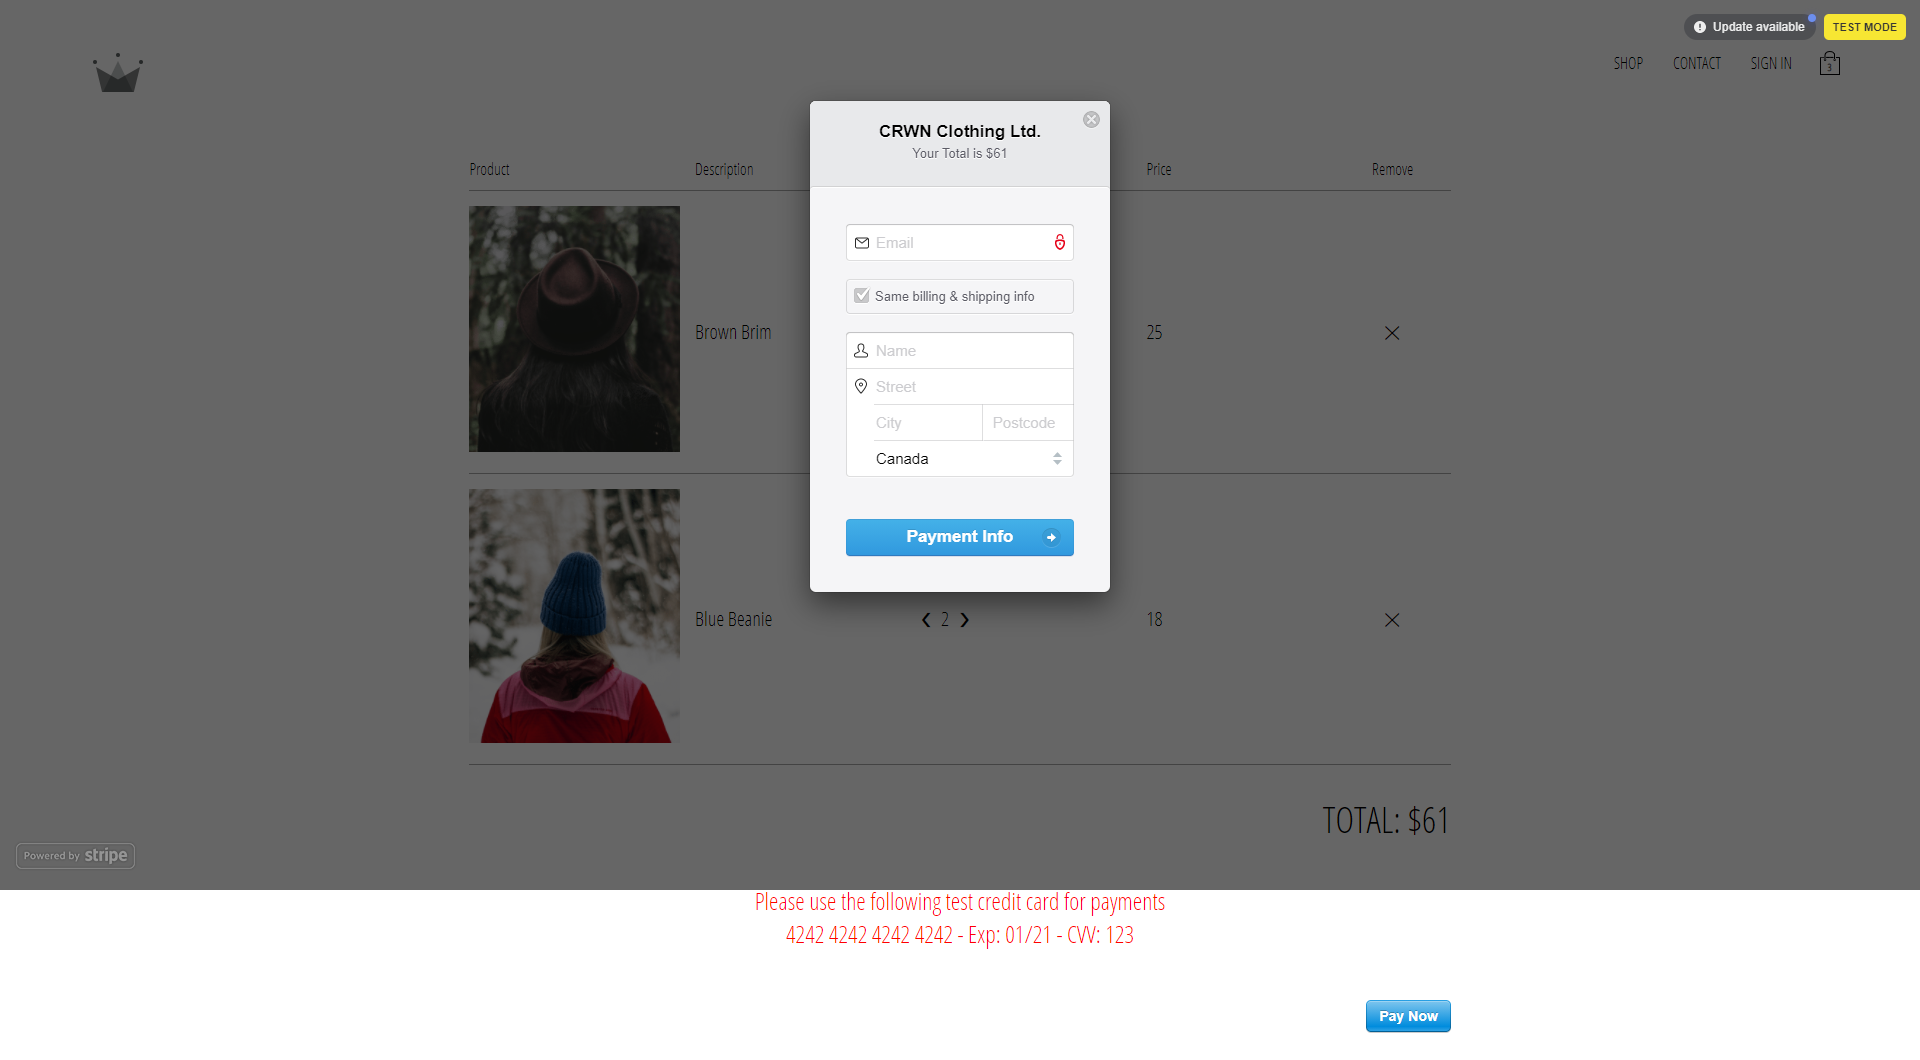 Update available
TEST MODE
SHOP
CONTACT
SIGN IN
3
CRWN Clothing Ltd.
Your Total is $61
Product
Description
Price
Remove
Email
Same billing & shipping info
Name
Street
City
Postcode
Canada
Payment Info
Brown Brim
25
Blue Beanie
2
18
TOTAL: $61
Powered by stripe
Please use the following test credit card for payments
4242 4242 4242 4242 - Exp: 01/21 - CVV: 123
Pay Now